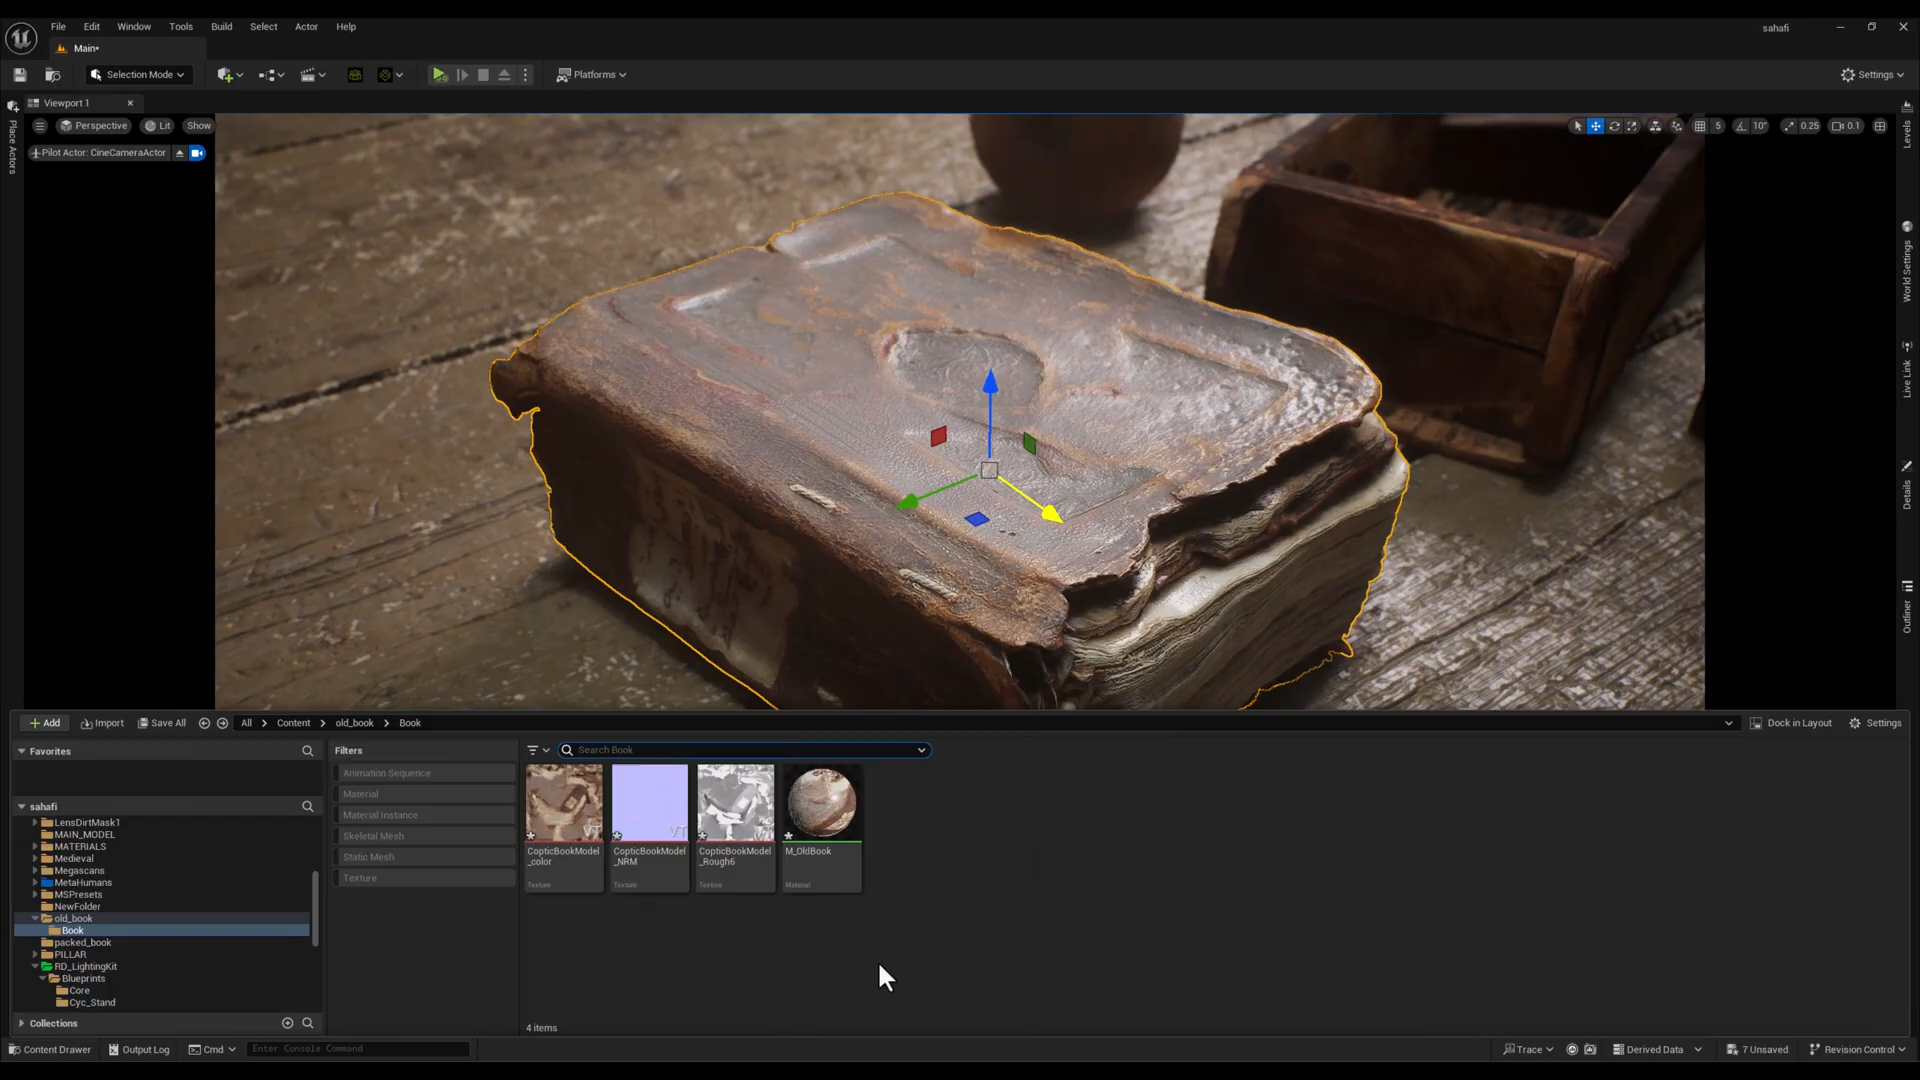 File Edit Window Tools Build Select Actor Help
sahafi
Main•
Selection Mode
Platforms
Settings
Viewport 1
Perspective Lit Show
5 10° 0.25 0.1
Pilot Actor: CineCameraActor
Place Actors
Levels
World Settings
Live Link
Details
Outliner
Add Import Save All All Content old_book Book Dock in Layout Settings
Favorites
Filters
Search Book
Animation Sequence
Material
Material Instance
Skeletal Mesh
Static Mesh
Texture
sahafi
LensDirtMask1
MAIN_MODEL
MATERIALS
Medieval
Megascans
MetaHumans
MSPresets
NewFolder
old_book
Book
packed_book
PILLAR
RD_LightingKit
Blueprints
Core
Cyc_Stand
Collections
VT
VT
CopticBookModel
_color
Texture
CopticBookModel
_NRM
Texture
CopticBookModel
_Rough6
Texture
M_OldBook
Material
4 items
Content Drawer Output Log Cmd Enter Console Command Trace Derived Data 7 Unsaved Revision Control